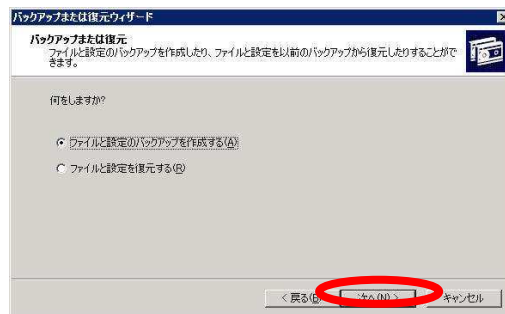 バックアップまたは復元ウィザード
バックアップまたは復元
ファイルと設定のバックアップを作成したり、ファイルと設定を以前のバックアップから復元したりすることがで
きます。
何をしますか?
ファイルと設定のバックアップを作成する(A)
ファイルと設定を復元する(R)
< 戻る(B) 次へ(N) > キャンセル